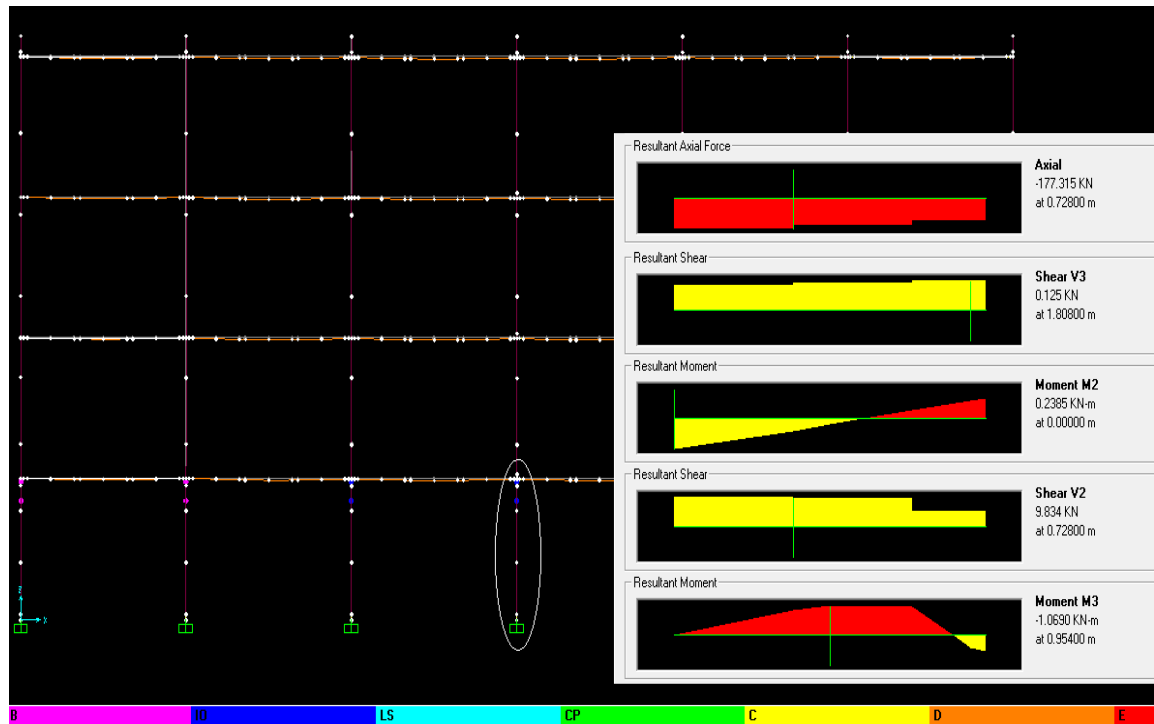 Resultant Axial Force
Axial
-177.315 KN
at 0.72800 m
Resultant Shear
Shear V3
0.125 KN
at 1.80800 m
Resultant Moment
Moment M2
0.2385 KN-m
at 0.00000 m
Resultant Shear
Shear V2
9.834 KN
at 0.72800 m
Resultant Moment
Moment M3
-1.0690 KN-m
at 0.95400 m
Z
X
B IO LS CP C D E